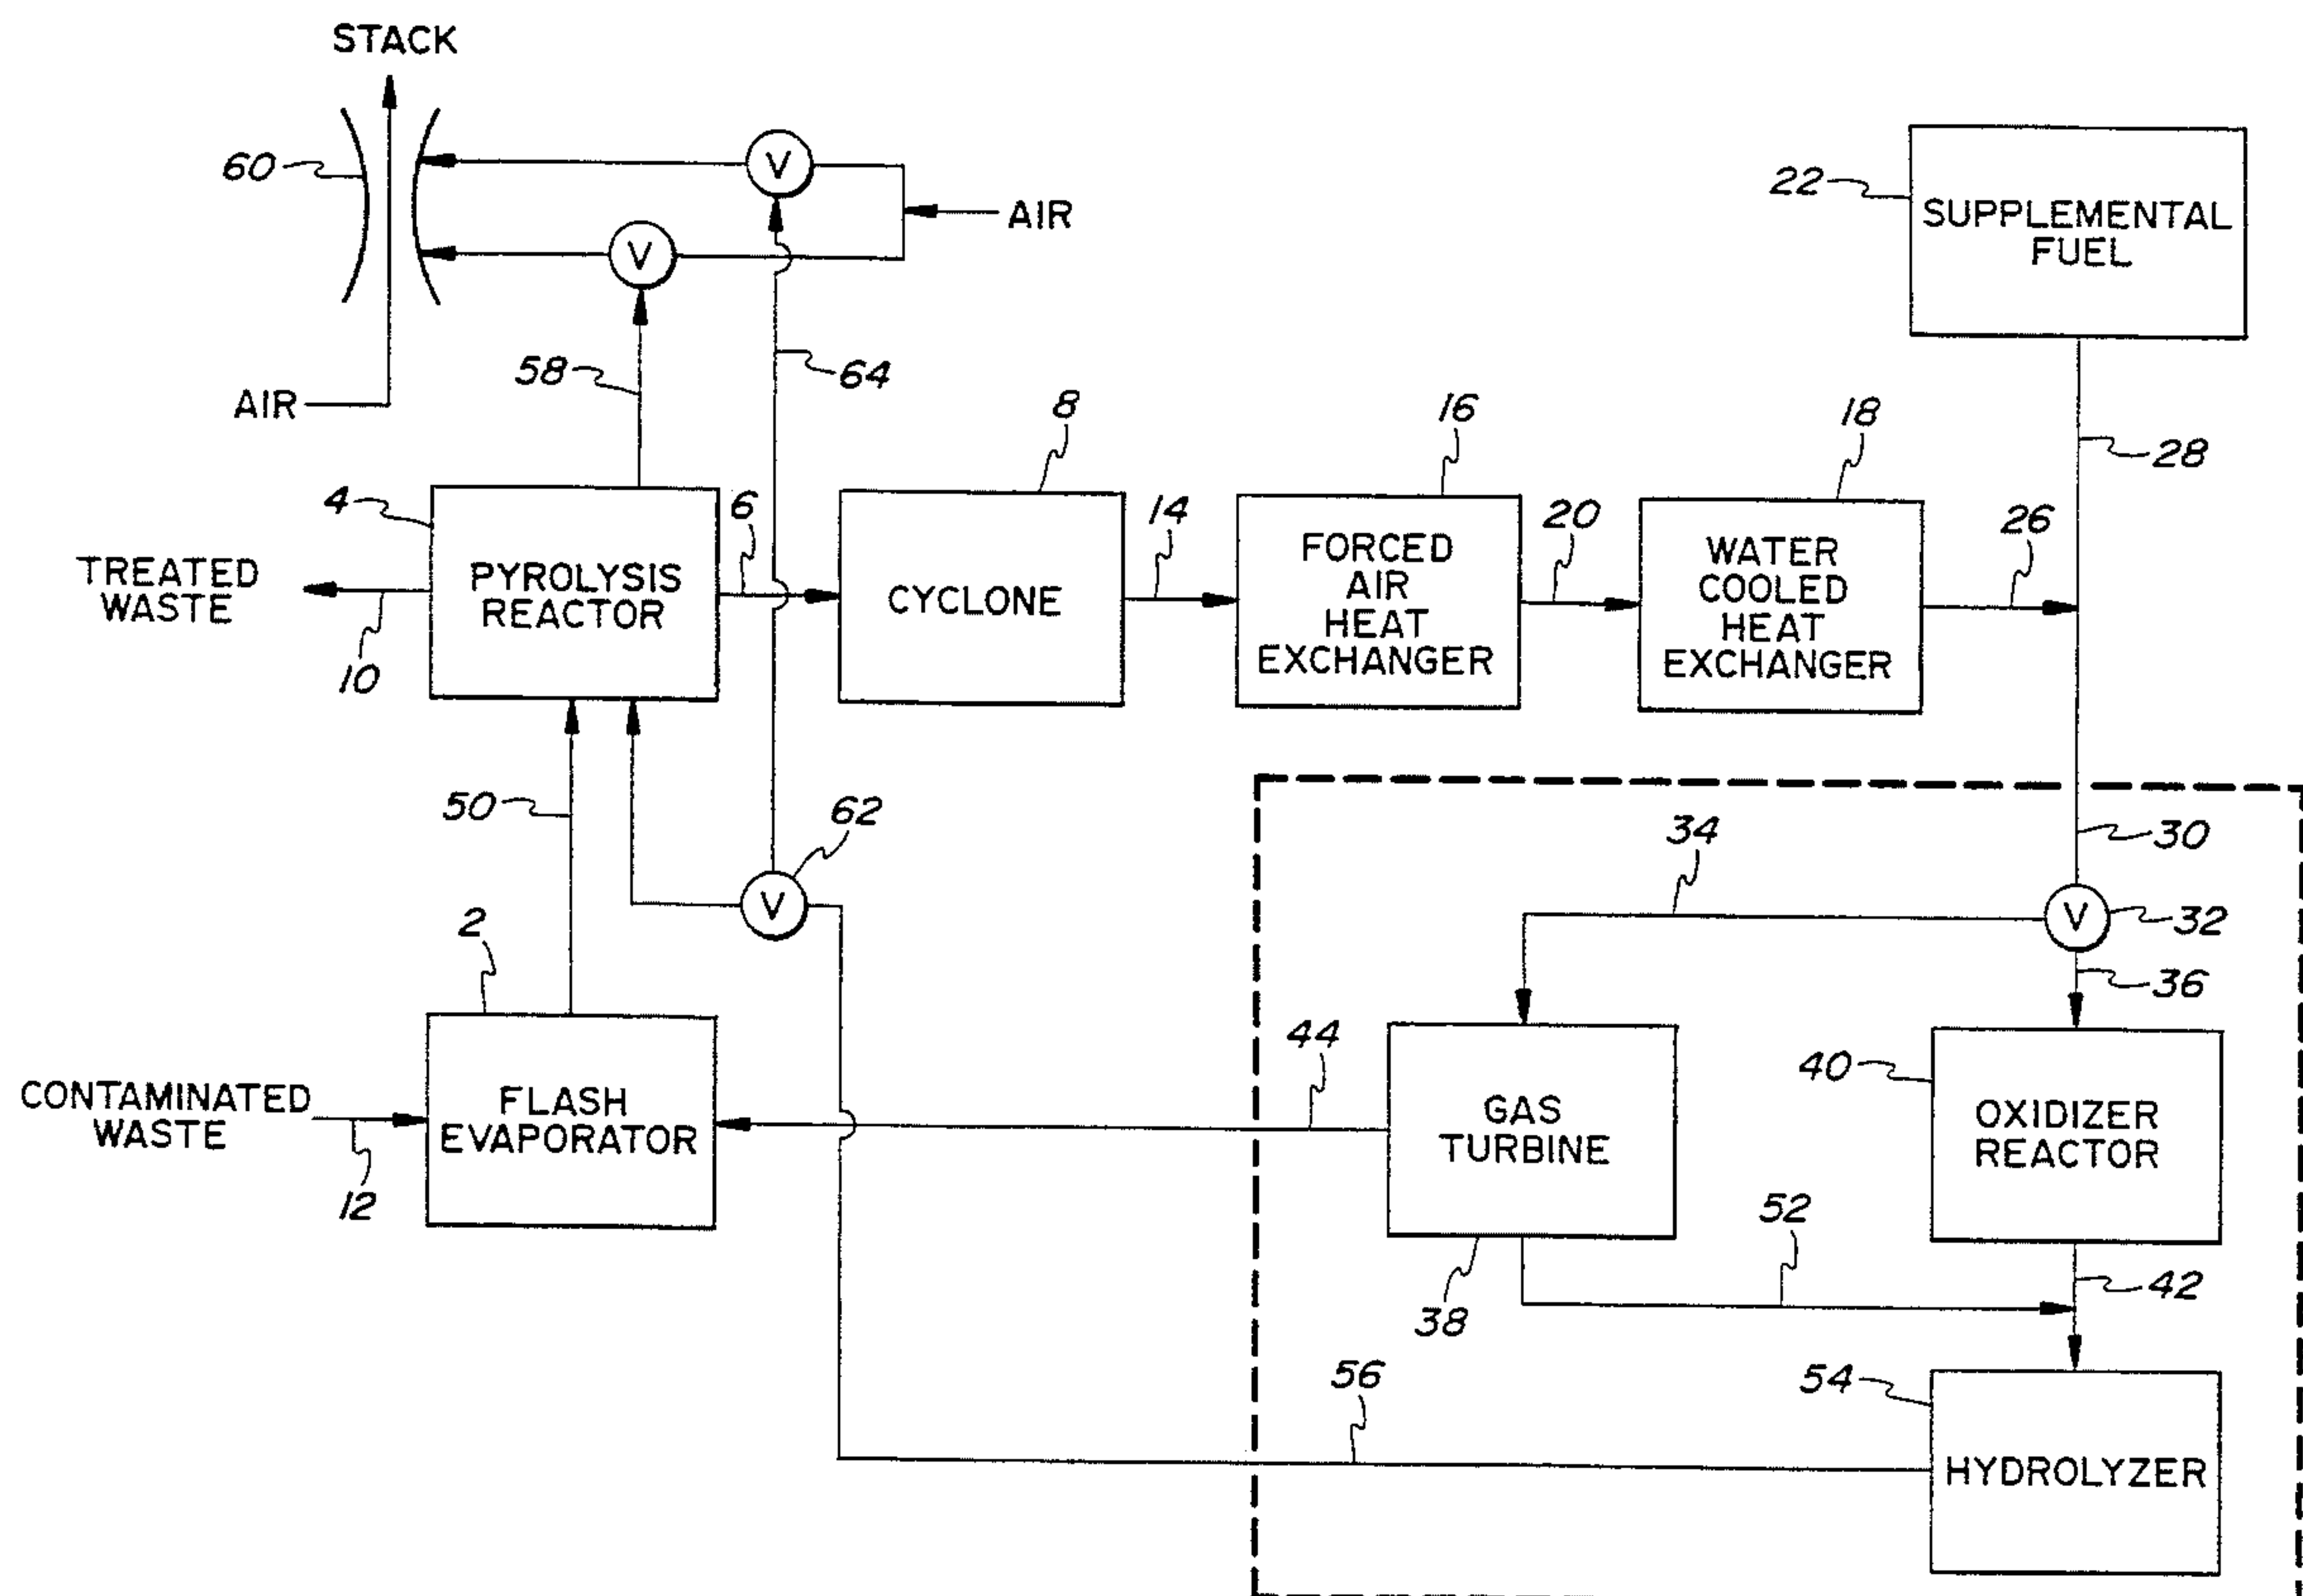 STACK
60
V
AIR
V
22
SUPPLEMENTAL
FUEL
58
64
AIR
28
4
6
8
14
16
20
18
26
TREATED
WASTE
10
PYROLYSIS
REACTOR
CYCLONE
FORCED
AIR
HEAT
EXCHANGER
WATER
COOLED
HEAT
EXCHANGER
50
62
V
34
30
V
32
36
2
CONTAMINATED
WASTE
12
FLASH
EVAPORATOR
44
GAS
TURBINE
38
40
OXIDIZER
REACTOR
52
42
56
54
HYDROLYZER